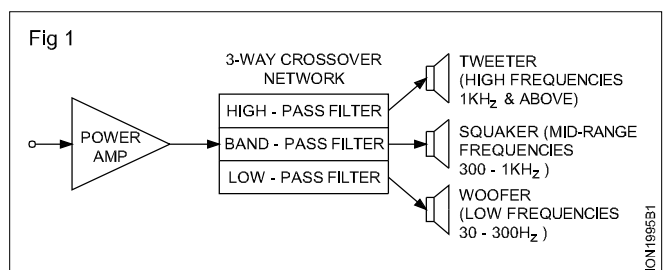 Fig 1
3-WAY CROSSOVER
NETWORK
POWER
AMP
HIGH - PASS FILTER
BAND - PASS FILTER
LOW - PASS FILTER
TWEETER
(HIGH FREQUENCIES
1KHz & ABOVE)
SQUAKER (MID-RANGE
FREQUENCIES
300 - 1KHz )
WOOFER
(LOW FREQUENCIES
30 - 300Hz )
ION1995B1